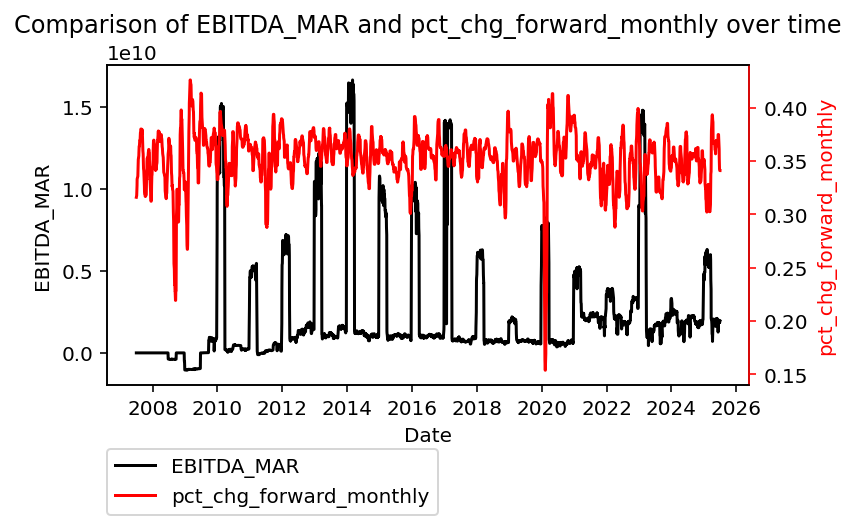 Comparison of EBITDA_MAR and pct_chg_forward_monthly over time
1e10
1.5
1.0
0.5
0.0
EBITDA_MAR
0.40
0.35
0.30
0.25
0.20
0.15
pct_chg_forward_monthly
2008 2010 2012 2014 2016 2018 2020 2022 2024 2026
Date
EBITDA_MAR
pct_chg_forward_monthly